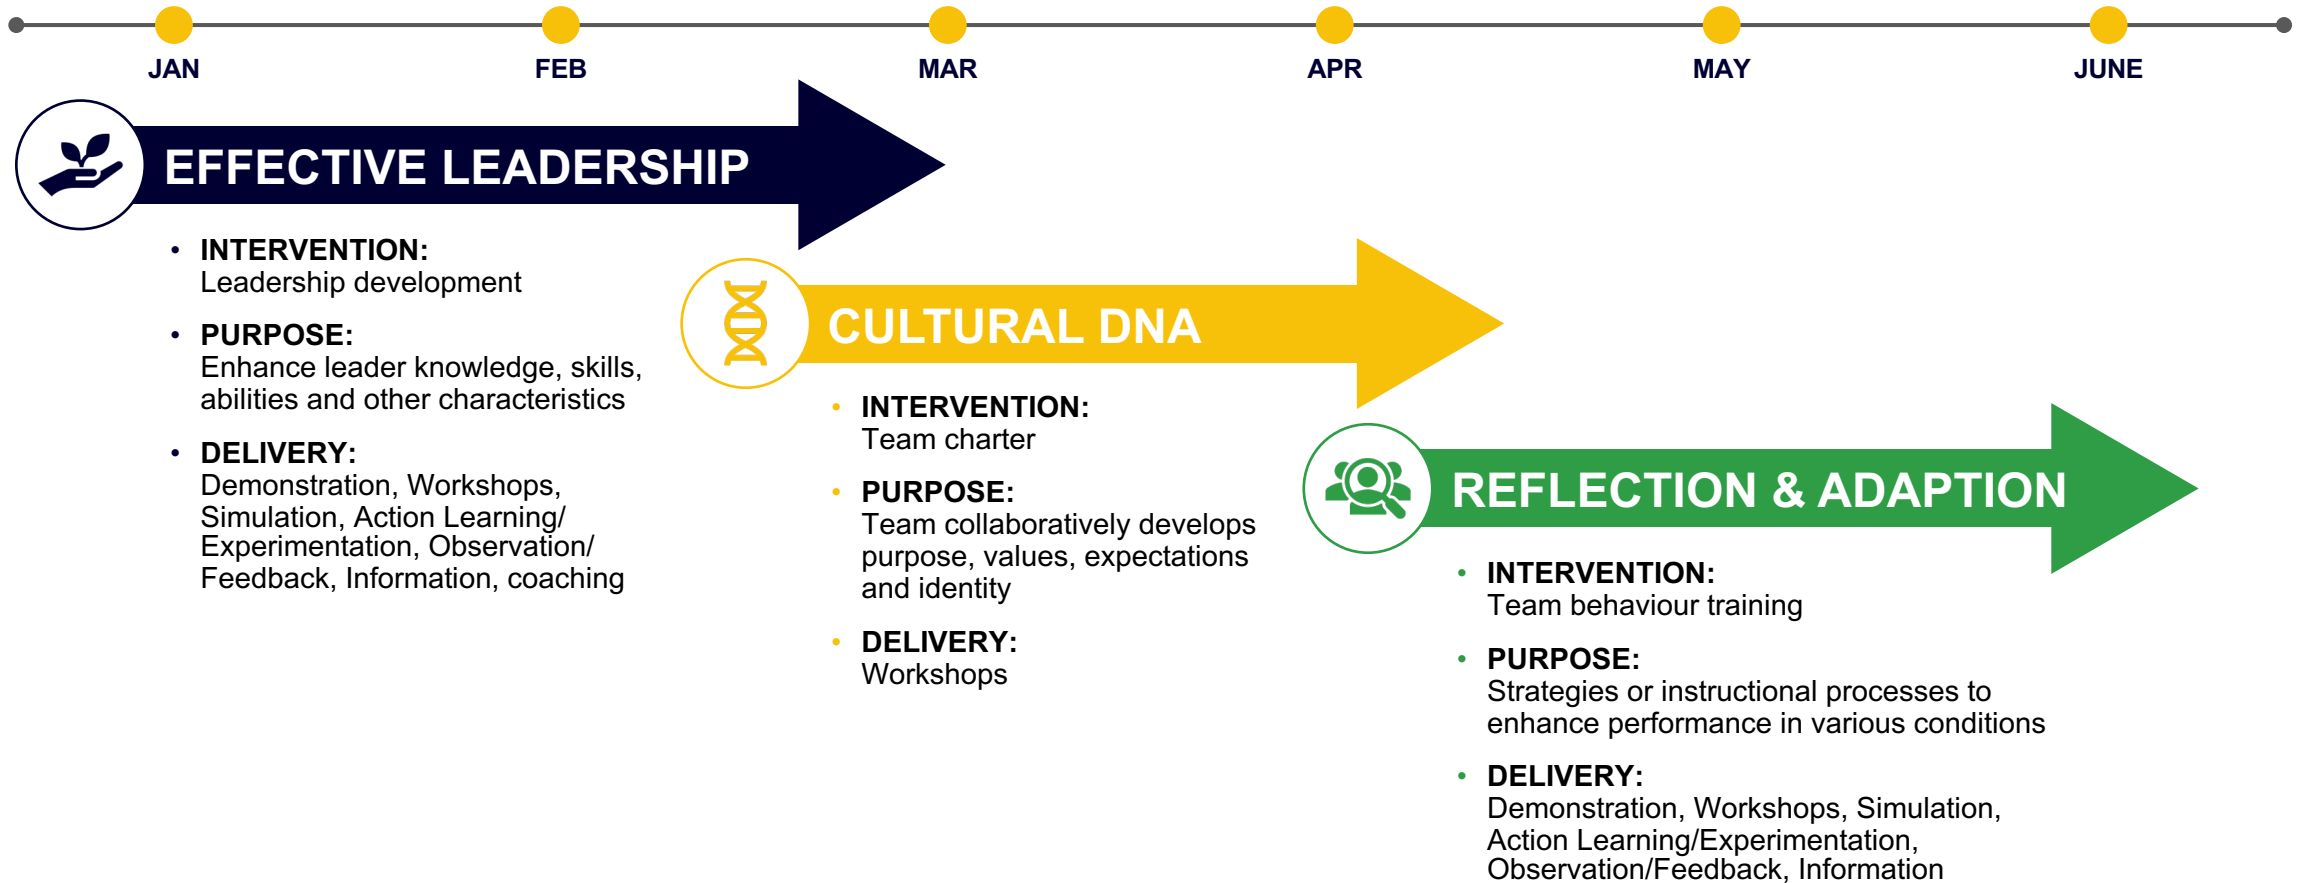 JAN
FEB
MAR
APR
MAY
JUNE
EFFECTIVE LEADERSHIP
• INTERVENTION:
Leadership development
• PURPOSE:
Enhance leader knowledge, skills,
abilities and other characteristics
• DELIVERY:
Demonstration, Workshops,
Simulation, Action Learning/
Experimentation, Observation/
Feedback, Information, coaching
CULTURAL DNA
• INTERVENTION:
Team charter
• PURPOSE:
Team collaboratively develops
purpose, values, expectations
and identity
• DELIVERY:
Workshops
REFLECTION & ADAPTION
• INTERVENTION:
Team behaviour training
• PURPOSE:
Strategies or instructional processes to
enhance performance in various conditions
• DELIVERY:
Demonstration, Workshops, Simulation,
Action Learning/Experimentation,
Observation/Feedback, Information